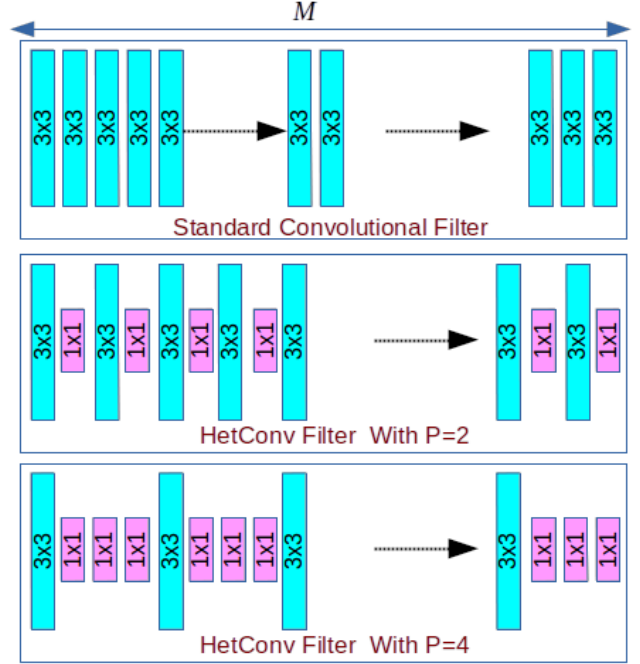 M
3x3 3x3 3x3 3x3 3x3 3x3 3x3 3x3 3x3 3x3
Standard Convolutional Filter
3x3 1x1 3x3 1x1 3x3 1x1 3x3 1x1 3x3 3x3 1x1 3x3 1x1
HetConv Filter With P=2
3x3 1x1 1x1 1x1 3x3 1x1 1x1 1x1 3x3 3x3 1x1 1x1 1x1
HetConv Filter With P=4